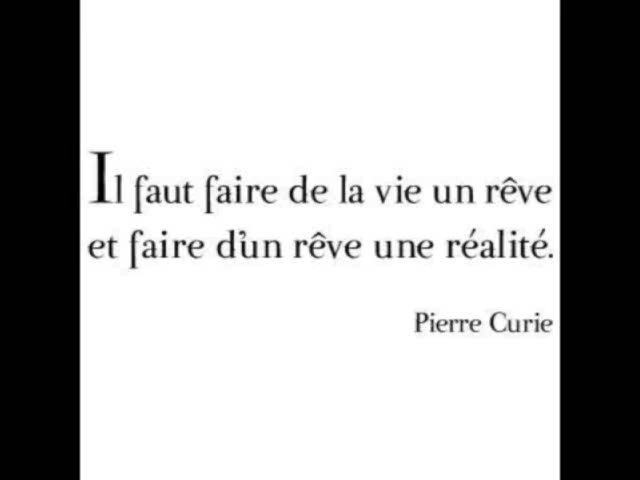 Il faut faire de la vie un rêve
et faire d'un rêve une réalité.
Pierre Curie